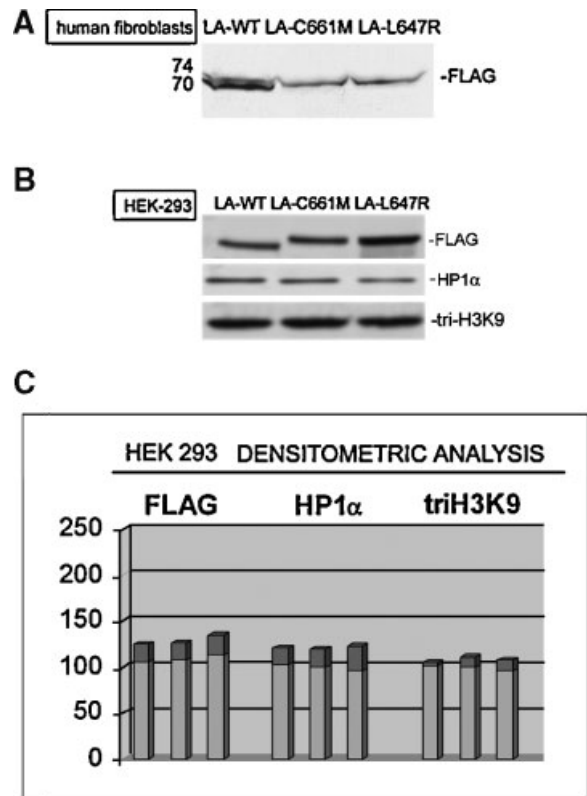 A
human fibroblasts LA-WT LA-C661M LA-L647R
74
70
-FLAG
B
HEK-293 LA-WT LA-C661M LA-L647R
-FLAG
-HP1α
-tri-H3K9
C
HEK 293 DENSITOMETRIC ANALYSIS
FLAG HP1α triH3K9
250
200
150
100
50
0